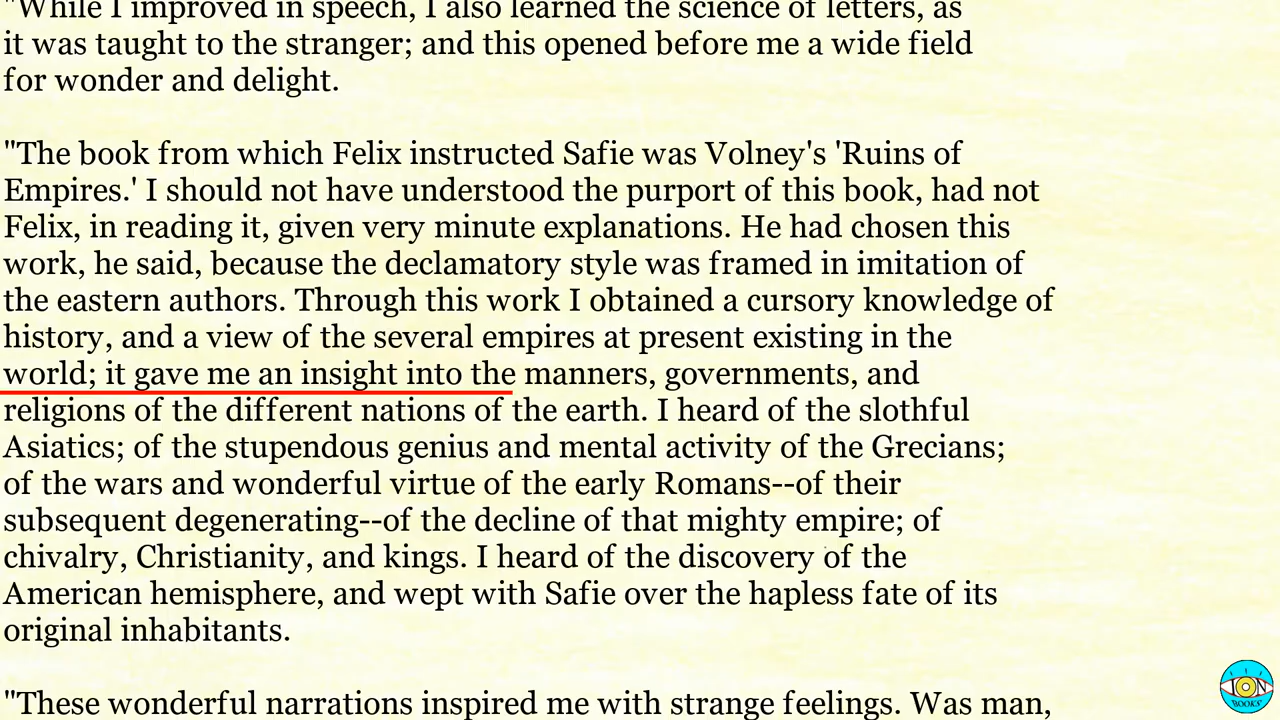 "While I improved in speech, I also learned the science of letters, as
it was taught to the stranger; and this opened before me a wide field
for wonder and delight.
"The book from which Felix instructed Safie was Volney's 'Ruins of
Empires.' I should not have understood the purport of this book, had not
Felix, in reading it, given very minute explanations. He had chosen this
work, he said, because the declamatory style was framed in imitation of
the eastern authors. Through this work I obtained a cursory knowledge of
history, and a view of the several empires at present existing in the
world; it gave me an insight into the manners, governments, and
religions of the different nations of the earth. I heard of the slothful
Asiatics; of the stupendous genius and mental activity of the Grecians;
of the wars and wonderful virtue of the early Romans--of their
subsequent degenerating--of the decline of that mighty empire; of
chivalry, Christianity, and kings. I heard of the discovery of the
American hemisphere, and wept with Safie over the hapless fate of its
original inhabitants.
"These wonderful narrations inspired me with strange feelings. Was man,
ION
BOOKS